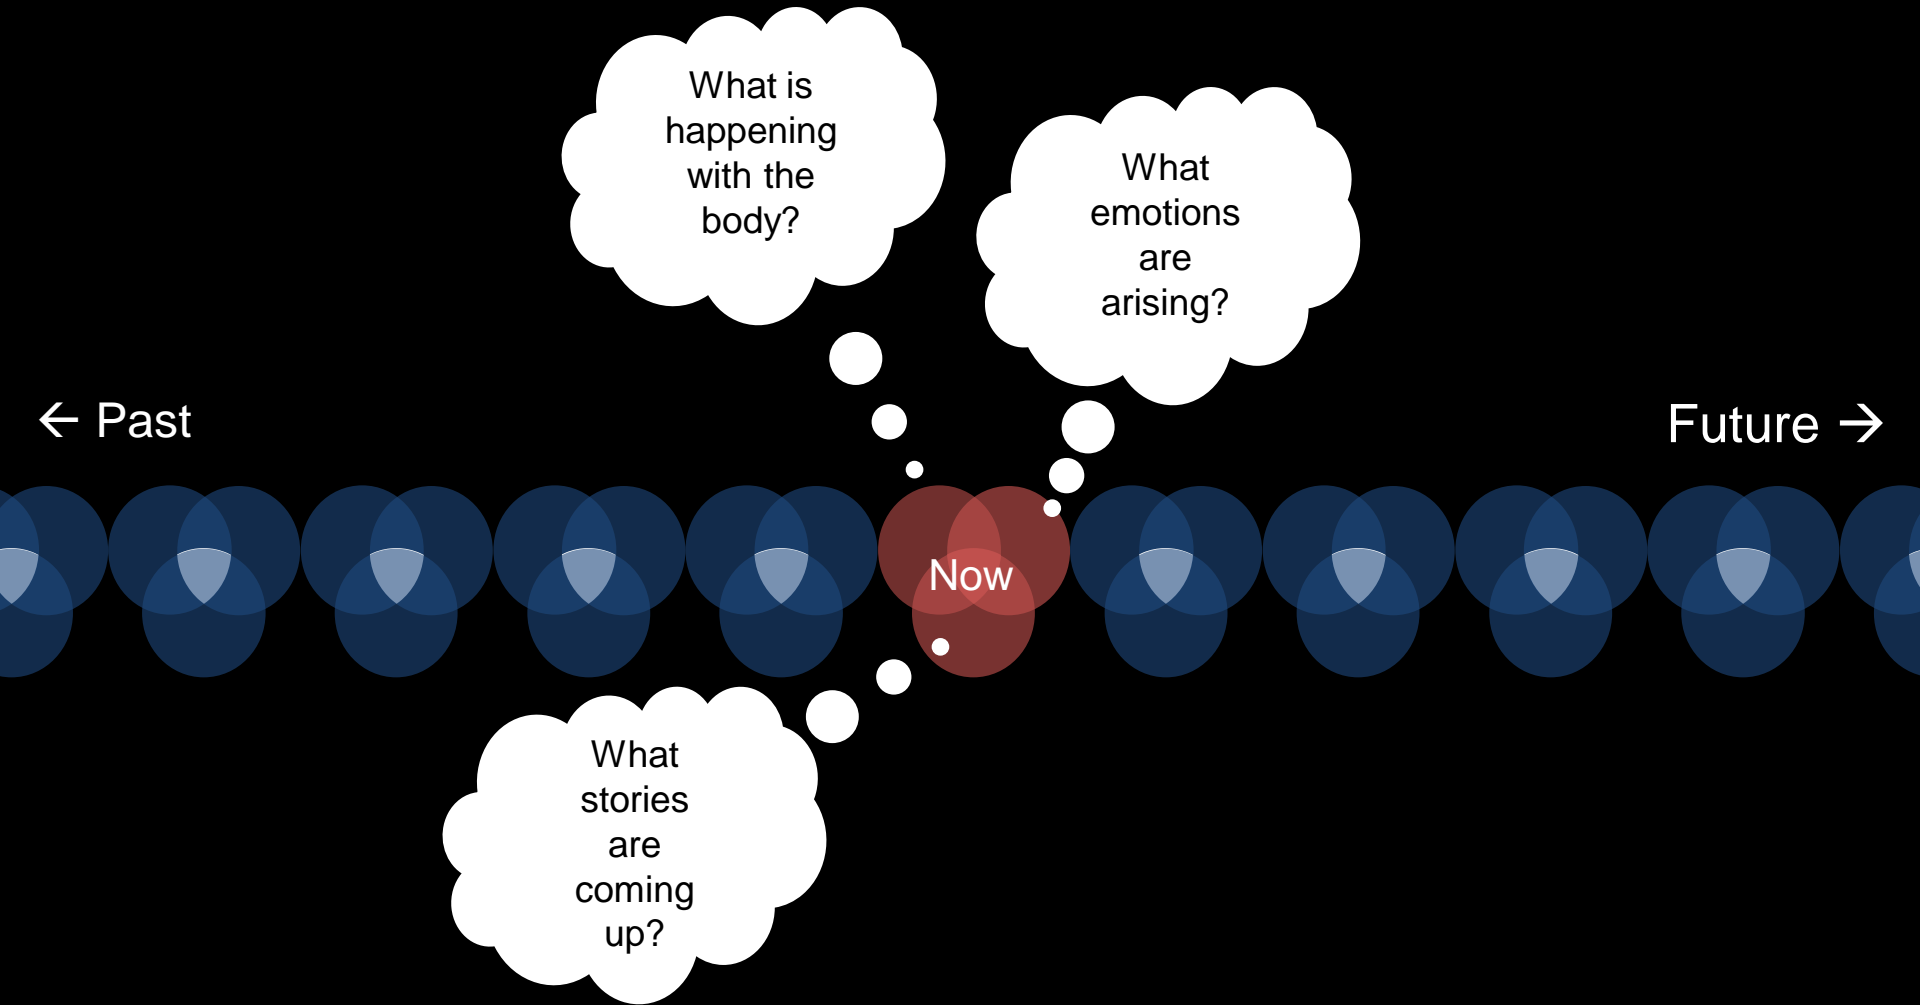 What is
happening
with the
body?
What
emotions
are
arising?
← Past
Future →
Now
What
stories
are
coming
up?